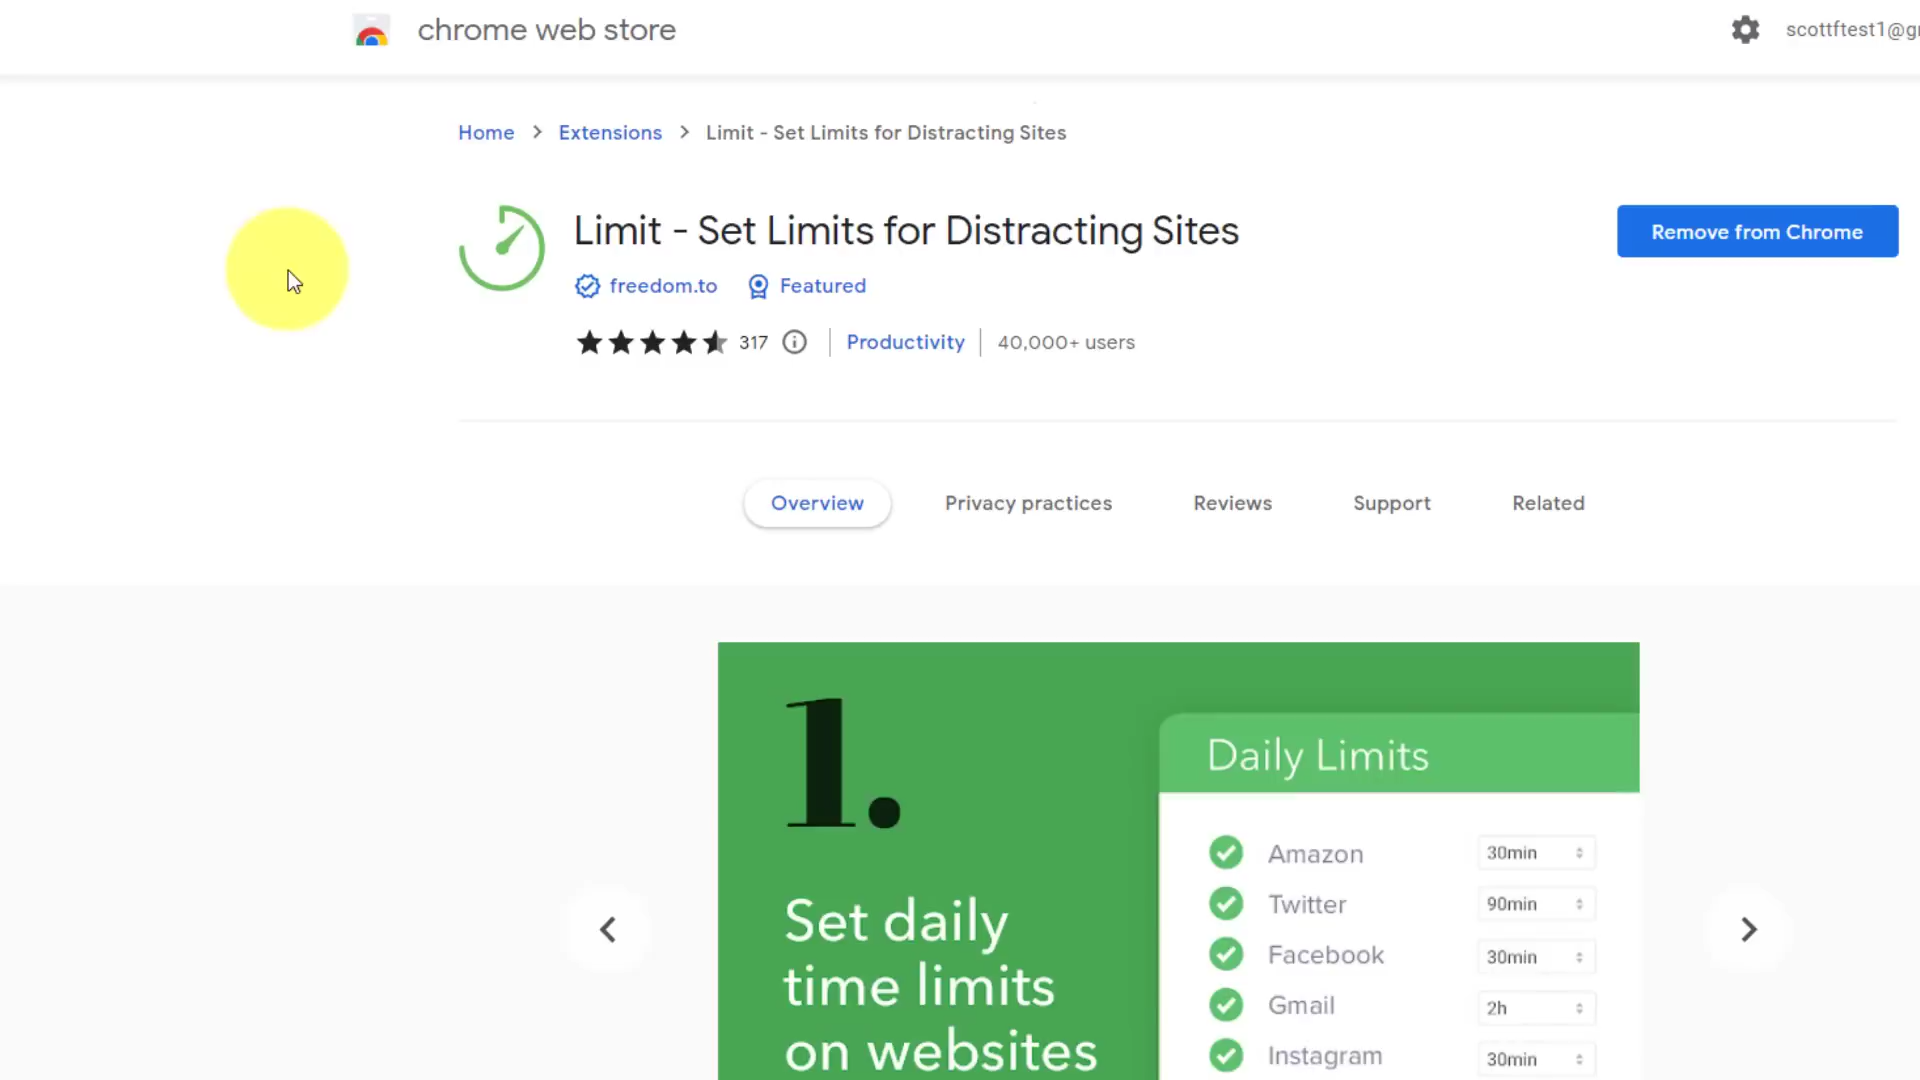 chrome web store
scottftest1@g
Home > Extensions > Limit - Set Limits for Distracting Sites
Limit - Set Limits for Distracting Sites
Remove from Chrome
freedom.to Featured
317 Productivity 40,000+ users
Overview Privacy practices Reviews Support Related
1.
Set daily
time limits
on websites
Daily Limits
Amazon 30min
Twitter 90min
Facebook 30min
Gmail 2h
Instagram 30min